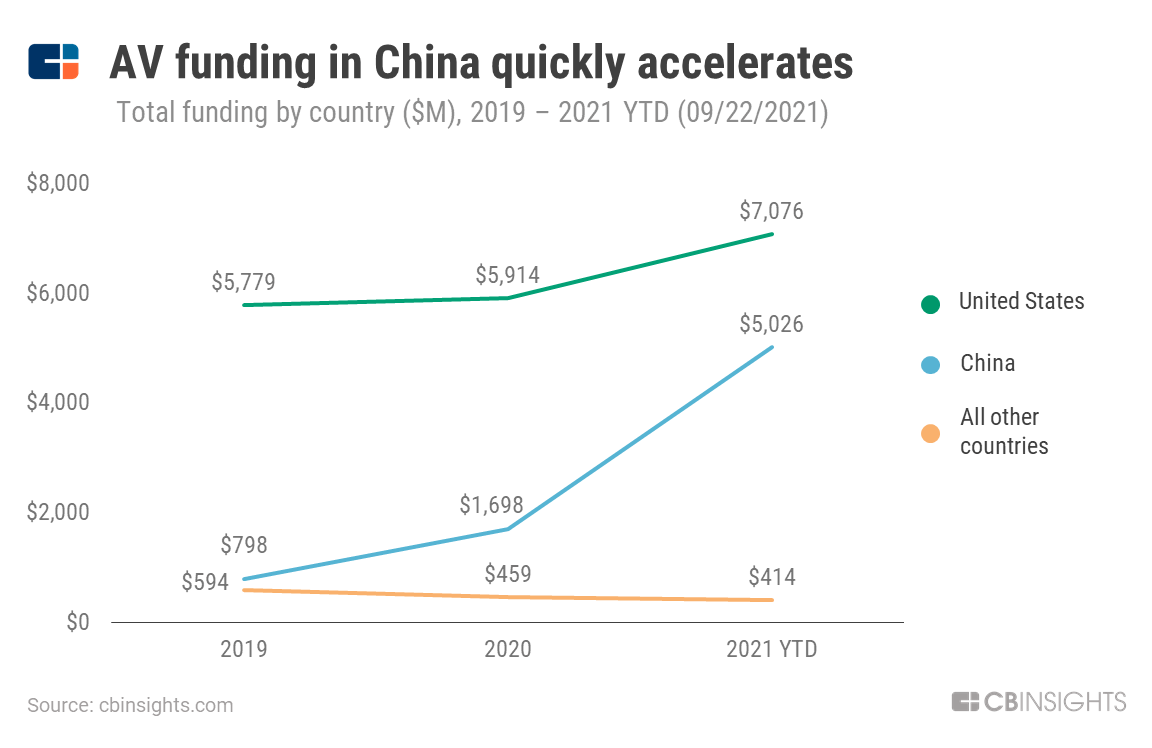 AV funding in China quickly accelerates
Total funding by country ($M), 2019 – 2021 YTD (09/22/2021)
$8,000
$7,076
$5,779
$5,914
$6,000
United States
$5,026
China
$4,000
All other
countries
$2,000
$1,698
$798
$594
$459
$414
$0
2019
2020
2021 YTD
Source: cbinsights.com
CBINSIGHTS